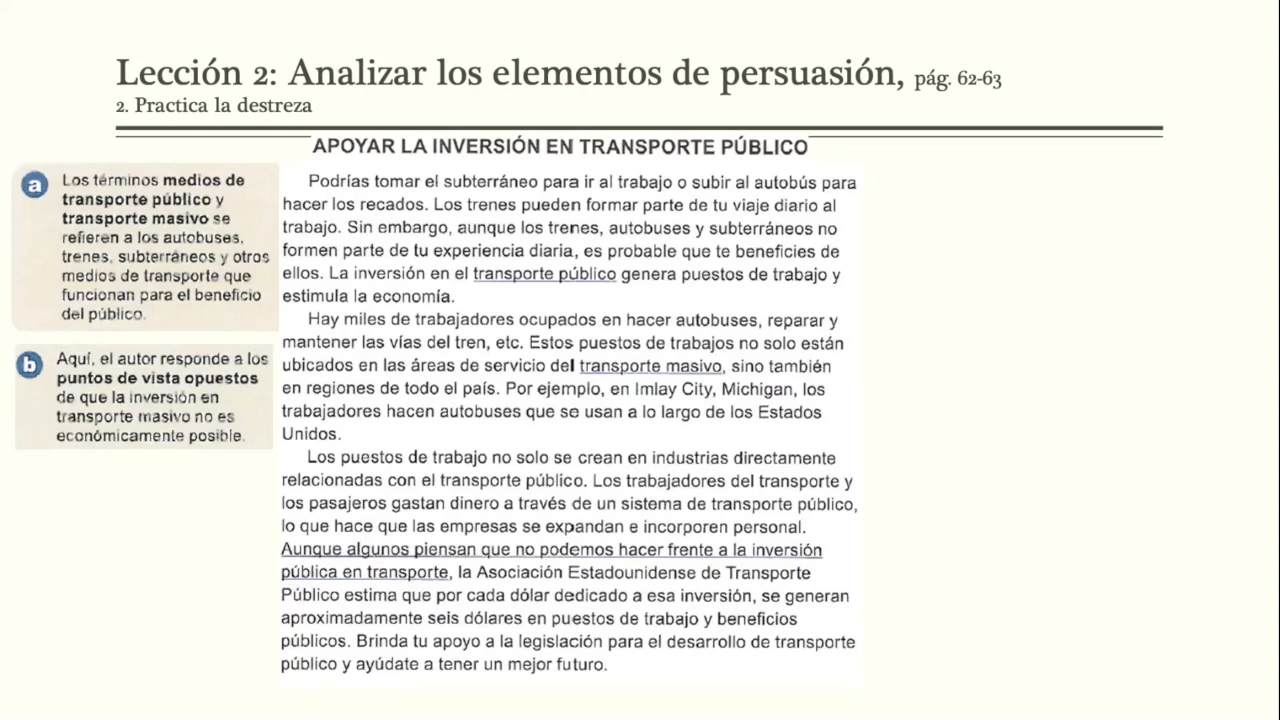 Lección 2: Analizar los elementos de persuasión, pág. 62-63
2. Practica la destreza
APOYAR LA INVERSIÓN EN TRANSPORTE PÚBLICO
a
Los términos medios de
transporte público y
transporte masivo se
refieren a los autobuses,
trenes, subterráneos y otros
medios de transporte que
funcionan para el beneficio
del público.
b
Aquí, el autor responde a los
puntos de vista opuestos
de que la inversión en
transporte masivo no es
económicamente posible.
Podrías tomar el subterráneo para ir al trabajo o subir al autobús para
hacer los recados. Los trenes pueden formar parte de tu viaje diario al
trabajo. Sin embargo, aunque los trenes, autobuses y subterráneos no
formen parte de tu experiencia diaria, es probable que te beneficies de
ellos. La inversión en el transporte público genera puestos de trabajo y
estimula la economía.
Hay miles de trabajadores ocupados en hacer autobuses, reparar y
mantener las vías del tren, etc. Estos puestos de trabajos no solo están
ubicados en las áreas de servicio del transporte masivo, sino también
en regiones de todo el país. Por ejemplo, en Imlay City, Michigan, los
trabajadores hacen autobuses que se usan a lo largo de los Estados
Unidos.
Los puestos de trabajo no solo se crean en industrias directamente
relacionadas con el transporte público. Los trabajadores del transporte y
los pasajeros gastan dinero a través de un sistema de transporte público,
lo que hace que las empresas se expandan e incorporen personal.
Aunque algunos piensan que no podemos hacer frente a la inversión
pública en transporte, la Asociación Estadounidense de Transporte
Público estima que por cada dólar dedicado a esa inversión, se generan
aproximadamente seis dólares en puestos de trabajo y beneficios
públicos. Brinda tu apoyo a la legislación para el desarrollo de transporte
público y ayúdate a tener un mejor futuro.